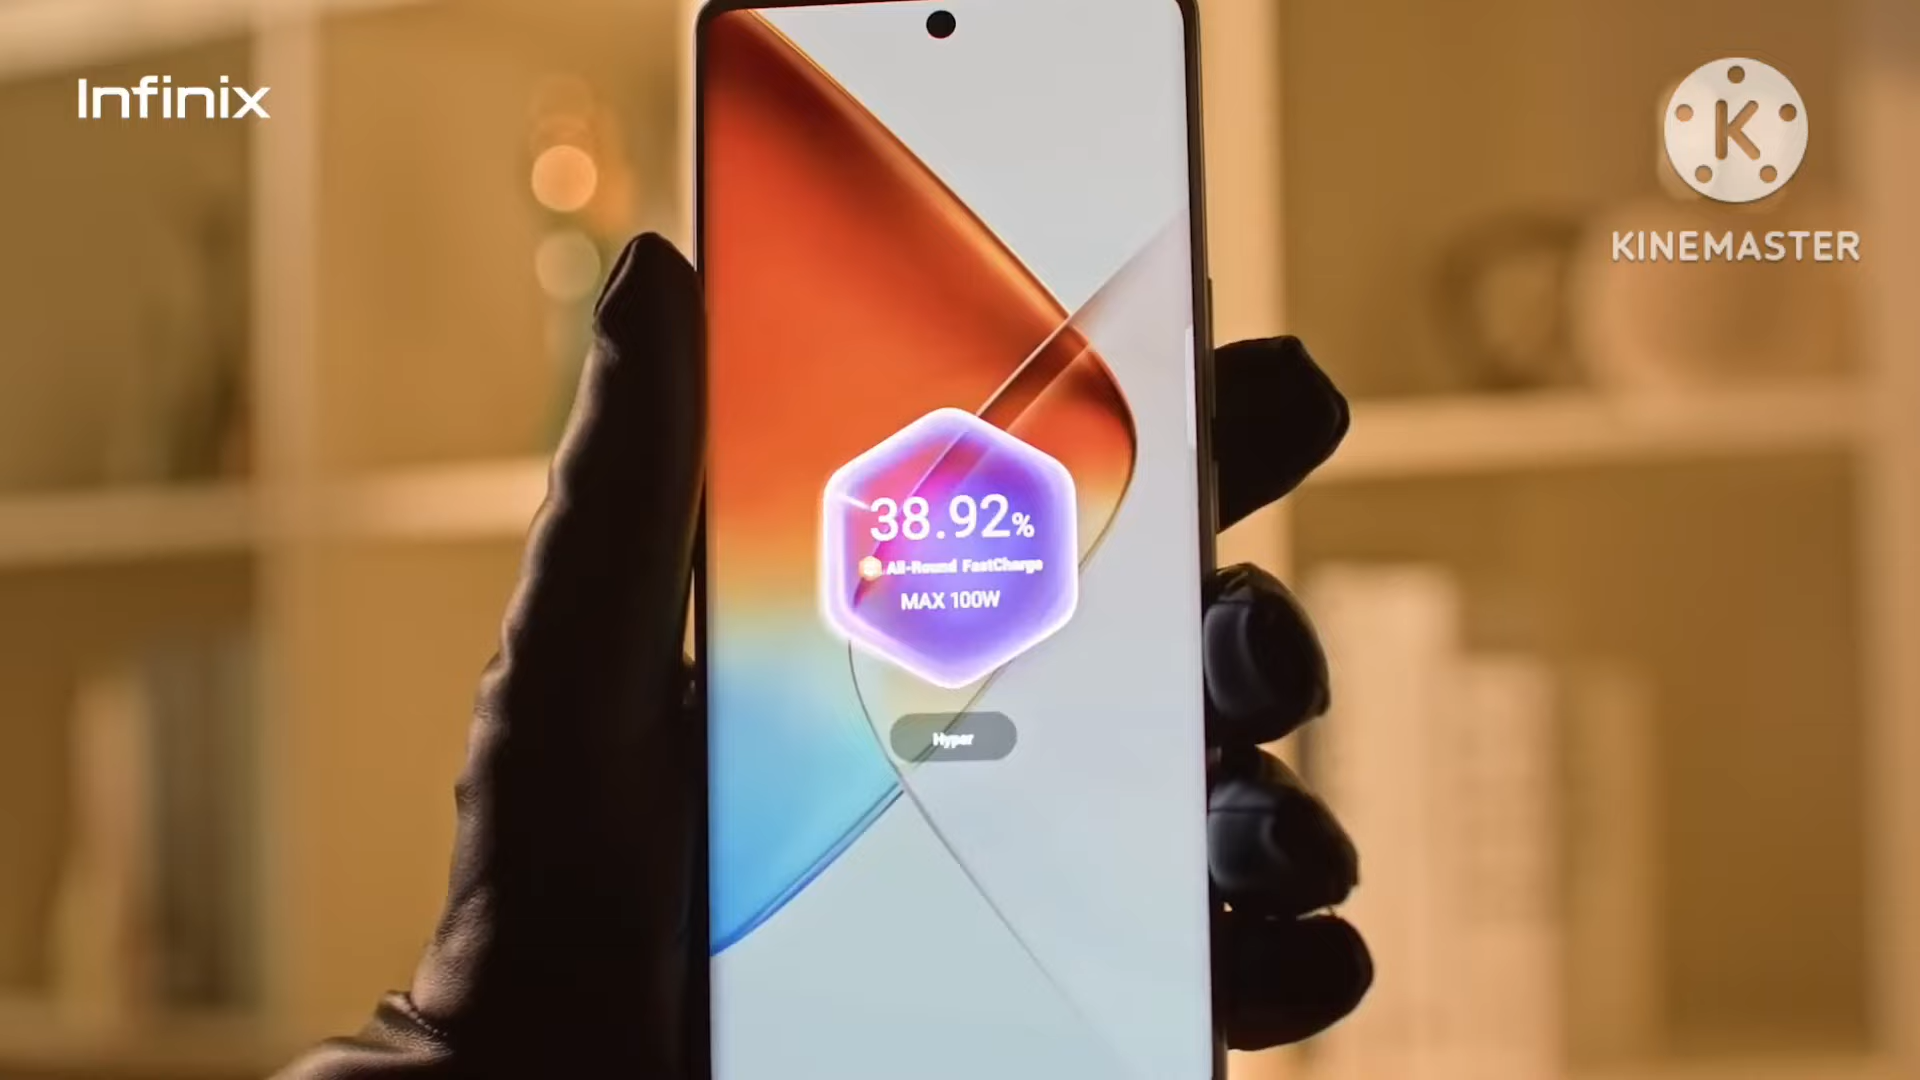 Infinix
K
KINEMASTER
38.92%
All-Round FastCharge
MAX 100W
Hyper